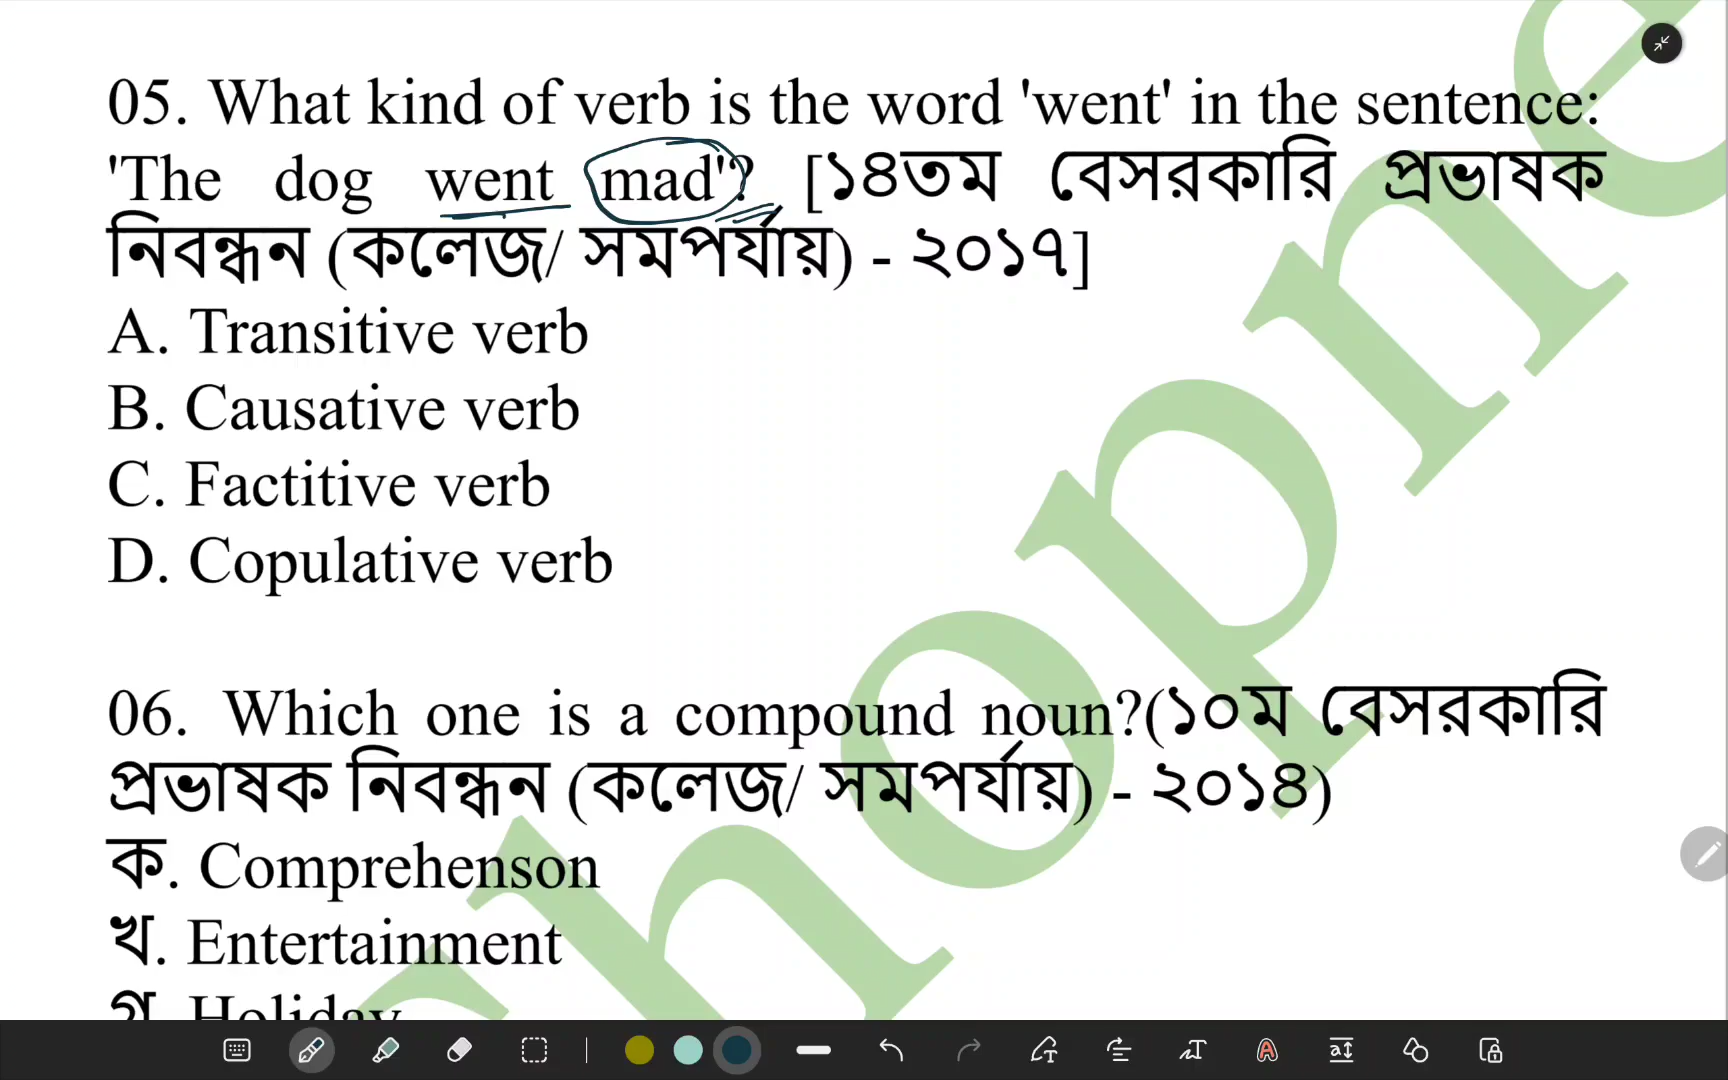 05. What kind of verb is the word 'went' in the sentence:
'The dog went mad'? [১৪তম বেসরকারি প্রভাষক
নিবন্ধন (কলেজ/ সমপর্যায়) - ২০১৭]
A. Transitive verb
B. Causative verb
C. Factitive verb
D. Copulative verb
06. Which one is a compound noun?(১০ম বেসরকারি
প্রভাষক নিবন্ধন (কলেজ/ সমপর্যায়) - ২০১৪)
ক. Comprehenson
খ. Entertainment
গ. Holiday